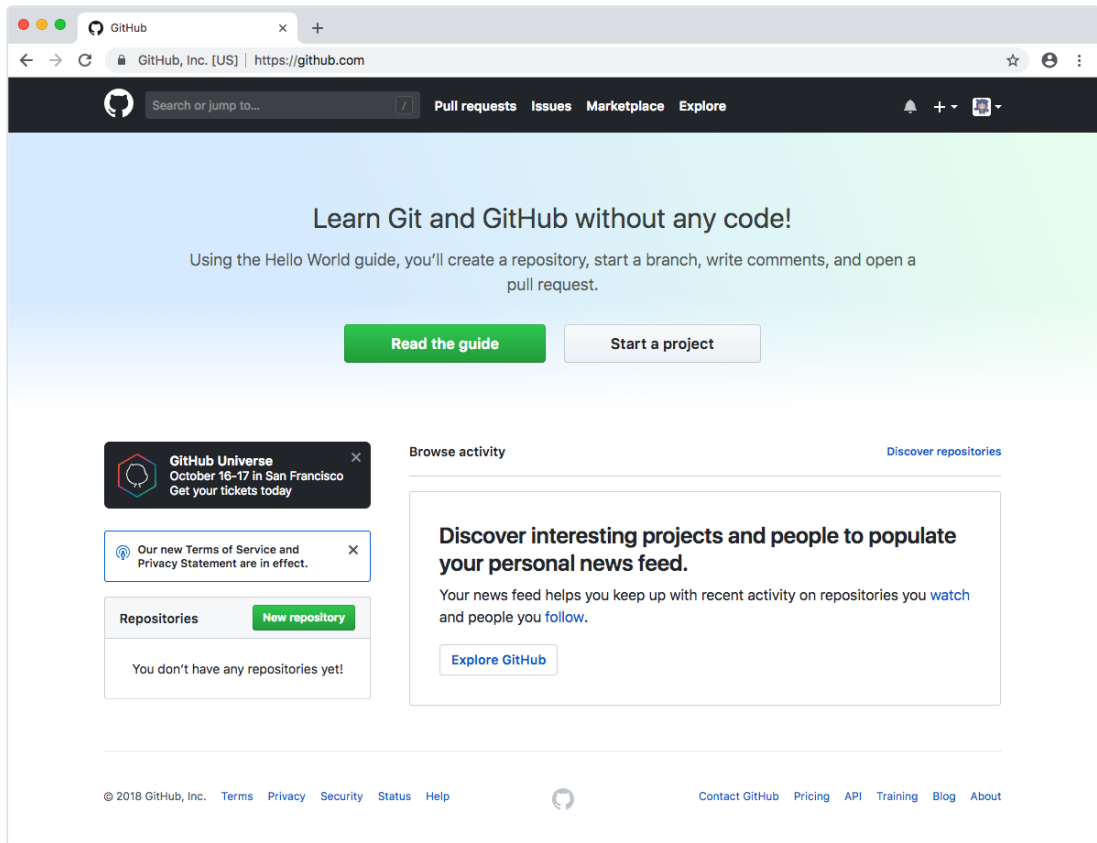 GitHub
GitHub, Inc. [US] | https://github.com
Search or jump to... /
Pull requests Issues Marketplace Explore
Learn Git and GitHub without any code!
Using the Hello World guide, you’ll create a repository, start a branch, write comments, and open a
pull request.
Read the guide
Start a project
GitHub Universe
October 16-17 in San Francisco
Get your tickets today
Our new Terms of Service and
Privacy Statement are in effect.
Repositories
New repository
You don’t have any repositories yet!
Browse activity
Discover repositories
Discover interesting projects and people to populate
your personal news feed.
Your news feed helps you keep up with recent activity on repositories you watch
and people you follow.
Explore GitHub
© 2018 GitHub, Inc. Terms Privacy Security Status Help
Contact GitHub Pricing API Training Blog About